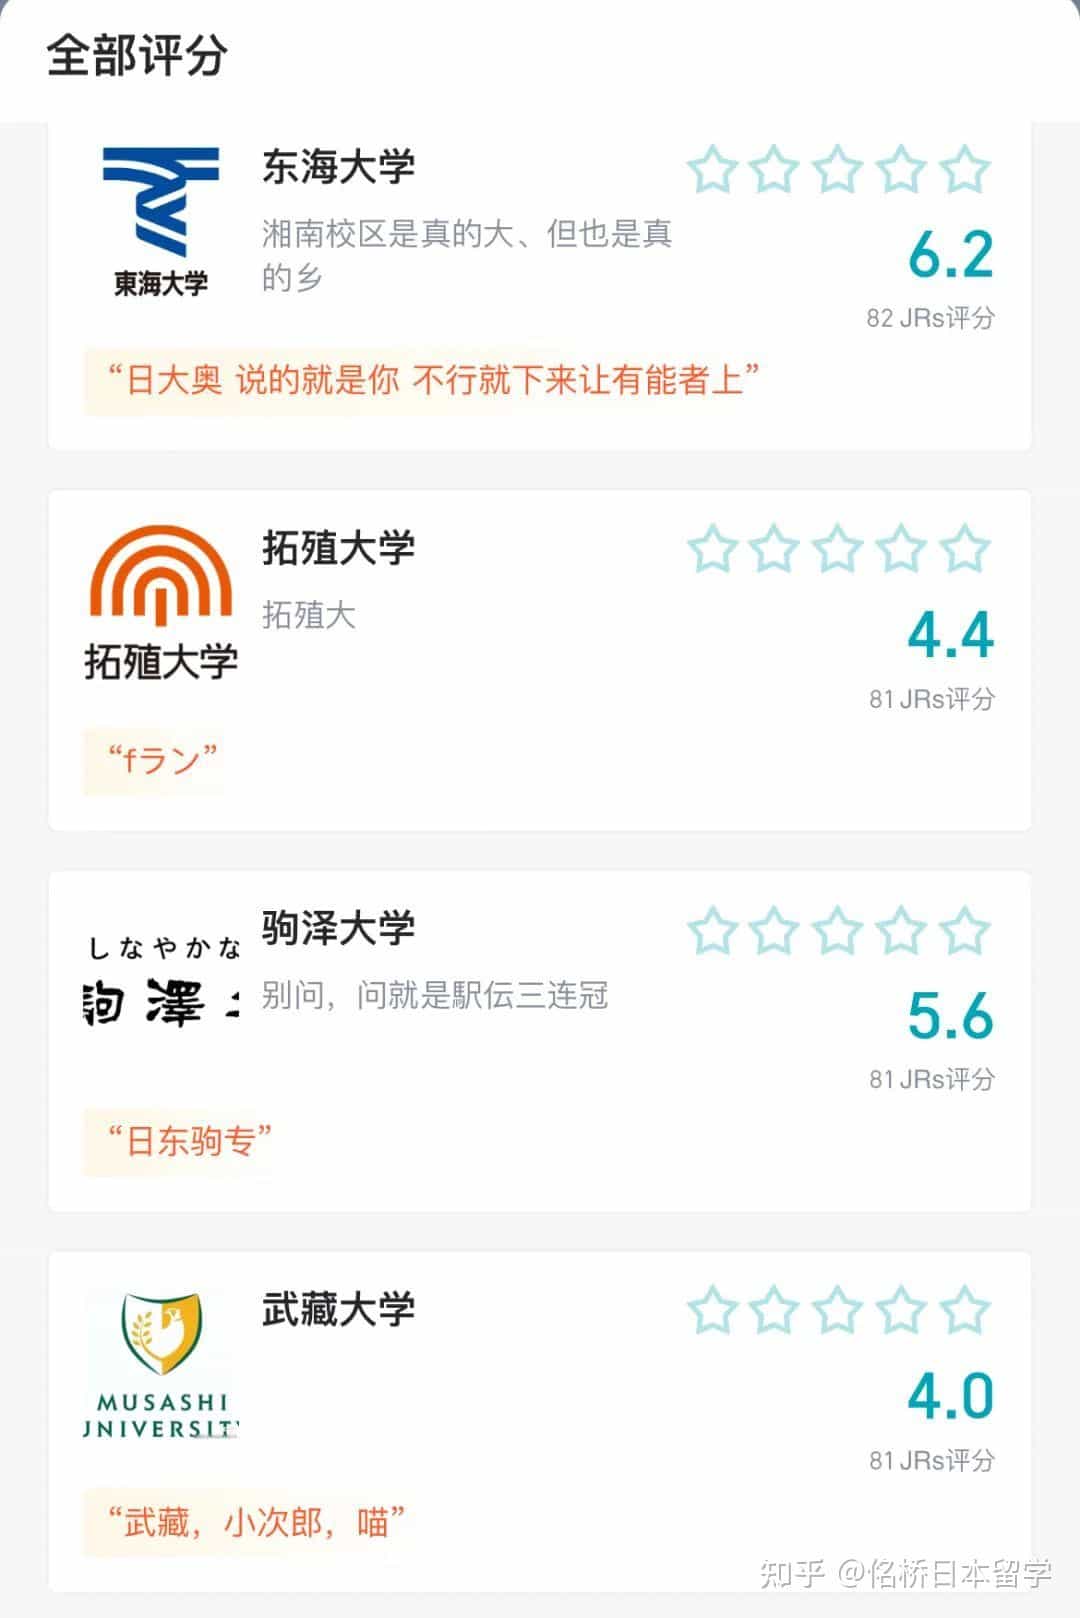 全部评分
東海大学
东海大学
湘南校区是真的大、但也是真
的乡
6.2
82 JRs评分
“日大奥 说的就是你 不行就下来让有能者上”
拓殖大学
拓殖大学
拓殖大
4.4
81 JRs评分
“fラン”
しなやかな
駒澤
驹泽大学
别问，问就是駅伝三连冠
5.6
81 JRs评分
“日东驹专”
MUSASHI
UNIVERSITY
武藏大学
4.0
81 JRs评分
“武藏，小次郎，喵”
知乎 @佲桥日本留学